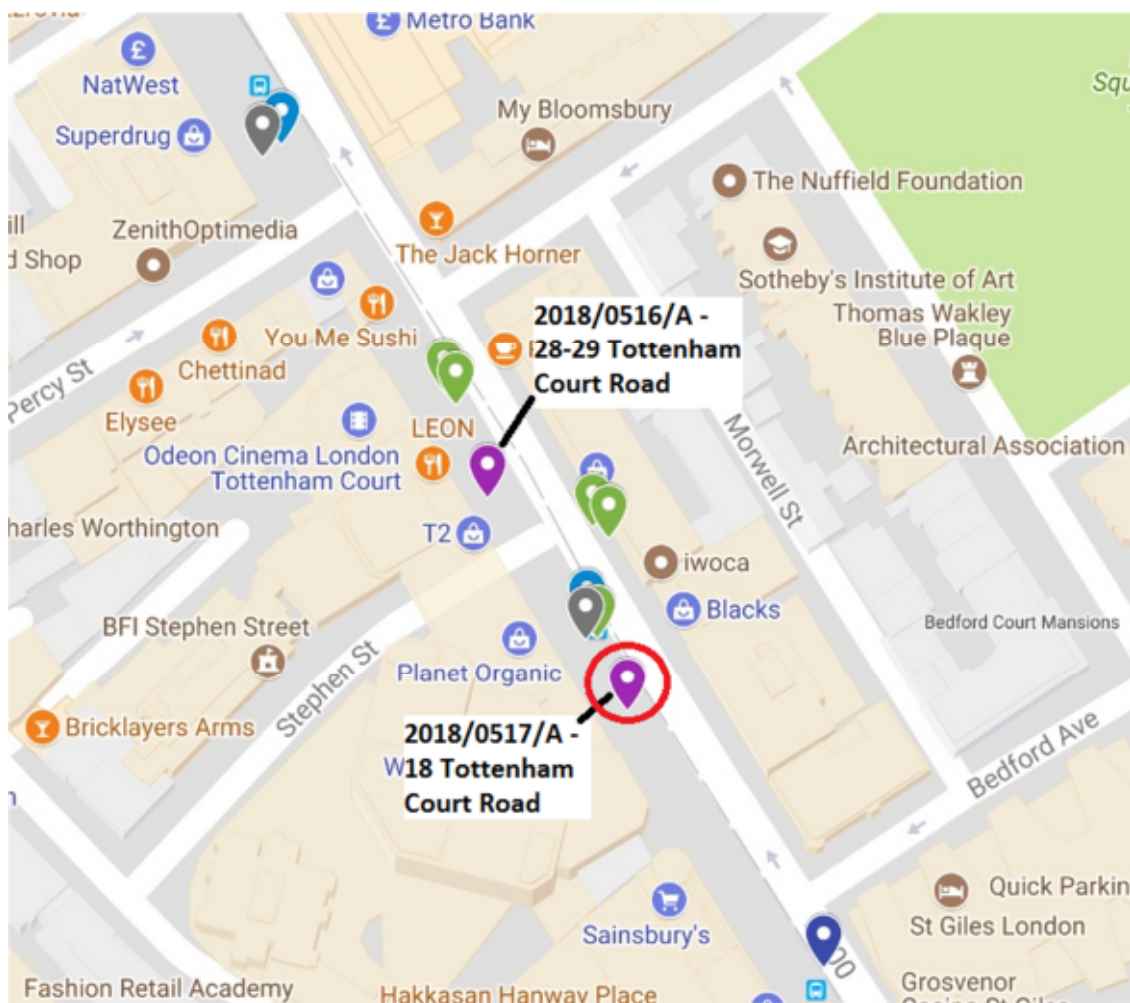 Metro Bank
NatWest
Superdrug
My Bloomsbury
Squ
The Nuffield Foundation
ill
d Shop
ZenithOptimedia
The Jack Horner
Sotheby's Institute of Art
Thomas Wakley
Blue Plaque
2018/0516/A -
28-29 Tottenham
Court Road
You Me Sushi
Chettinad
Percy St
Elysee
LEON
Odeon Cinema London
Tottenham Court
Architectural Association
Morwell St
harles Worthington
T2
iwoca
Blacks
BFI Stephen Street
Bedford Court Mansions
Planet Organic
Stephen St
Bricklayers Arms
2018/0517/A -
18 Tottenham
Court Road
W
n
Bedford Ave
Quick Parkin
St Giles London
Sainsbury's
00
Fashion Retail Academy
Hakkasan Hanway Place
Grosvenor